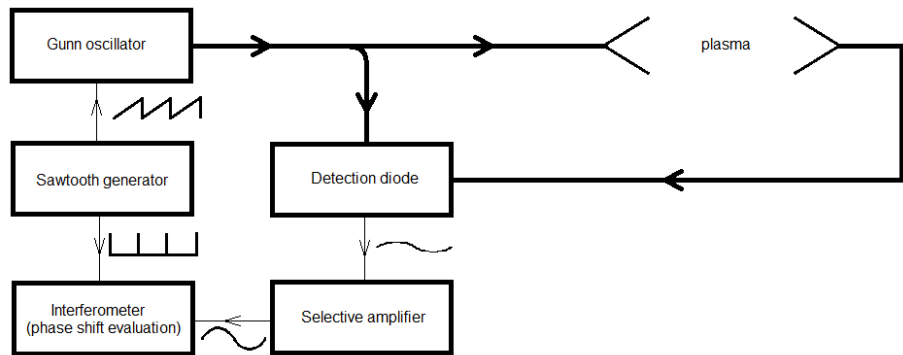 Gunn oscillator
plasma
Sawtooth generator
Detection diode
Interferometer
(phase shift evaluation)
Selective amplifier